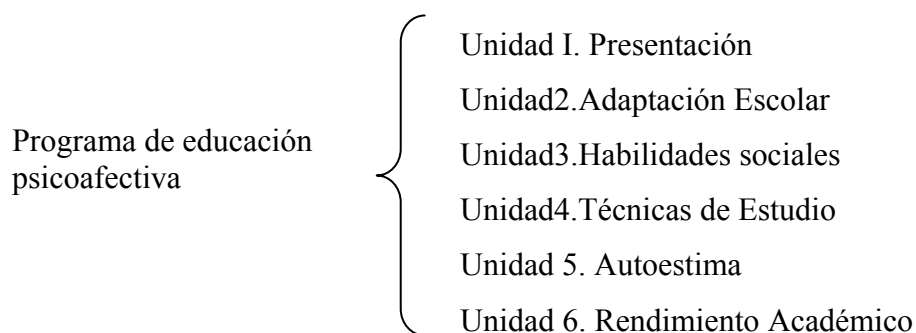 Programa de educación
psicoafectiva
Unidad I. Presentación
Unidad2.Adaptación Escolar
Unidad3.Habilidades sociales
Unidad4.Técnicas de Estudio
Unidad 5. Autoestima
Unidad 6. Rendimiento Académico